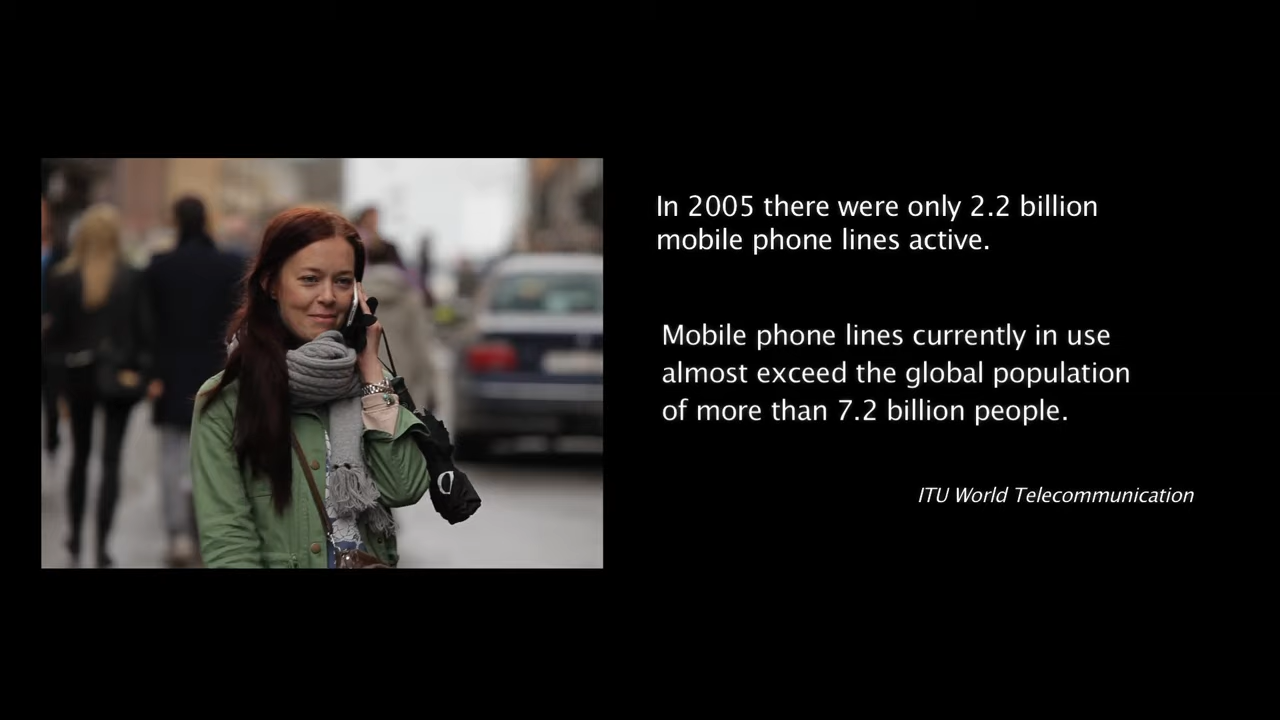 In 2005 there were only 2.2 billion
mobile phone lines active.
Mobile phone lines currently in use
almost exceed the global population
of more than 7.2 billion people.
ITU World Telecommunication